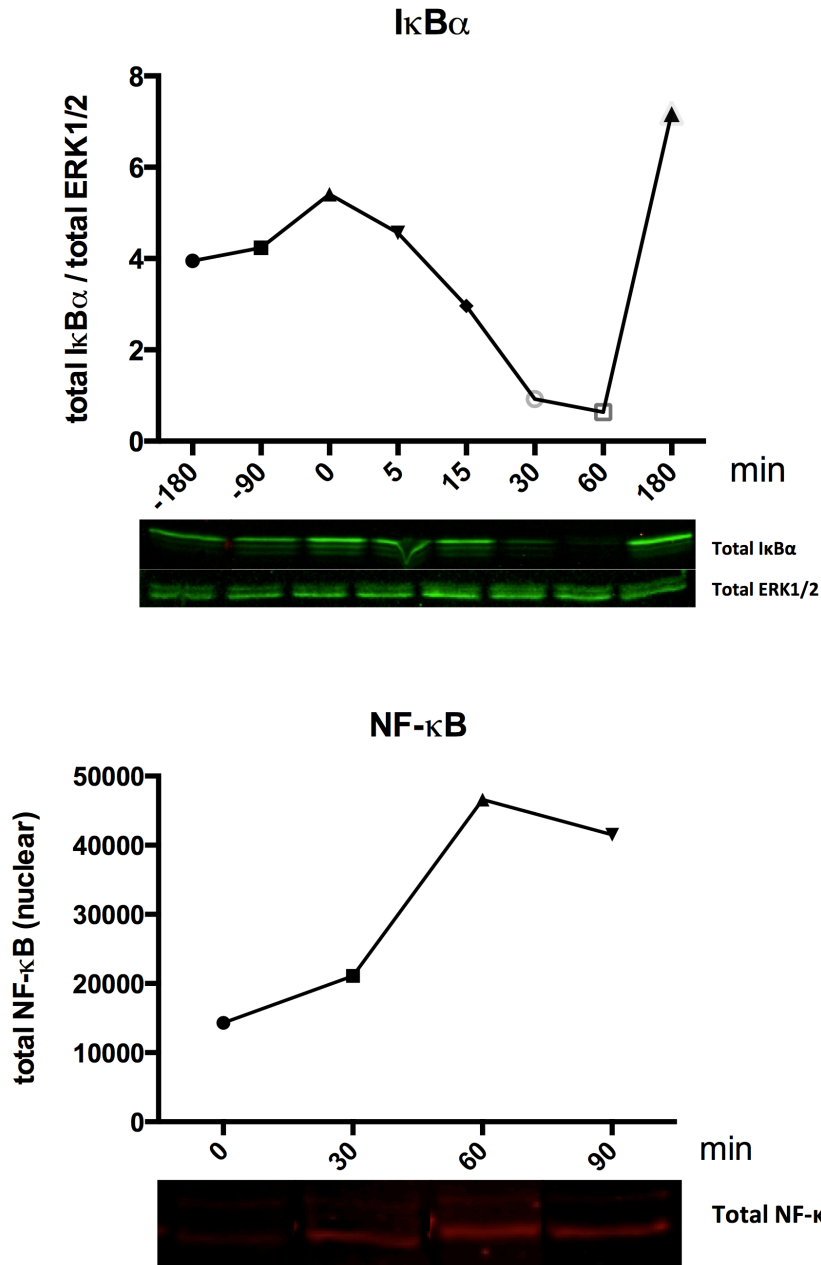 IκBα
total IκBα / total ERK1/2
8
6
4
2
0
-180 -90 0 5 15 30 60 180 min
Total IκBα
Total ERK1/2
NF-κB
total NF-κB (nuclear)
50000
40000
30000
20000
10000
0
0 30 60 90 min
Total NF-κ